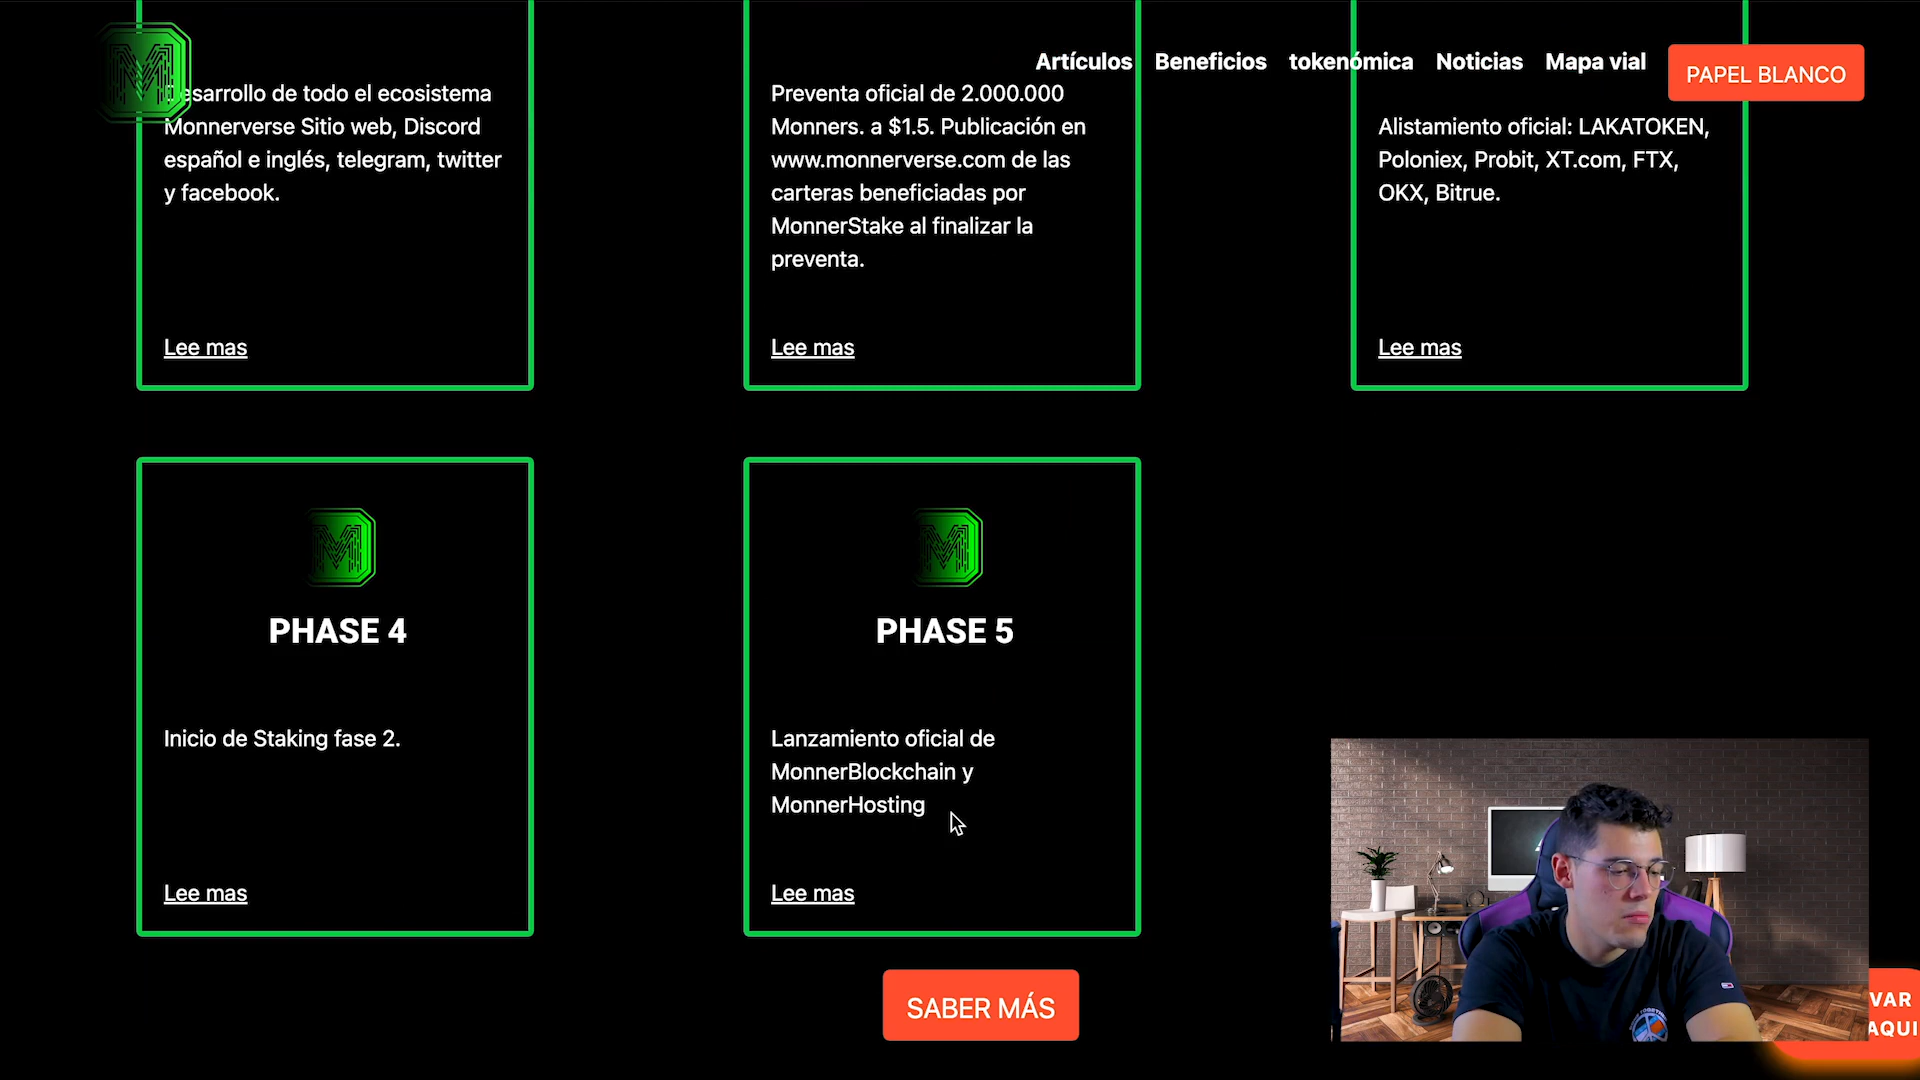 Artículos Beneficios tokenómica Noticias Mapa vial PAPEL BLANCO
Desarrollo de todo el ecosistema
Monnerverse Sitio web, Discord
español e inglés, telegram, twitter
y facebook.
Lee mas
Preventa oficial de 2.000.000
Monners. a $1.5. Publicación en
www.monnerverse.com de las
carteras beneficiadas por
MonnerStake al finalizar la
preventa.
Lee mas
Alistamiento oficial: LAKATOKEN,
Poloniex, Probit, XT.com, FTX,
OKX, Bitrue.
Lee mas
PHASE 4
Inicio de Staking fase 2.
Lee mas
PHASE 5
Lanzamiento oficial de
MonnerBlockchain y
MonnerHosting
Lee mas
SABER MÁS
VAR
AQUI